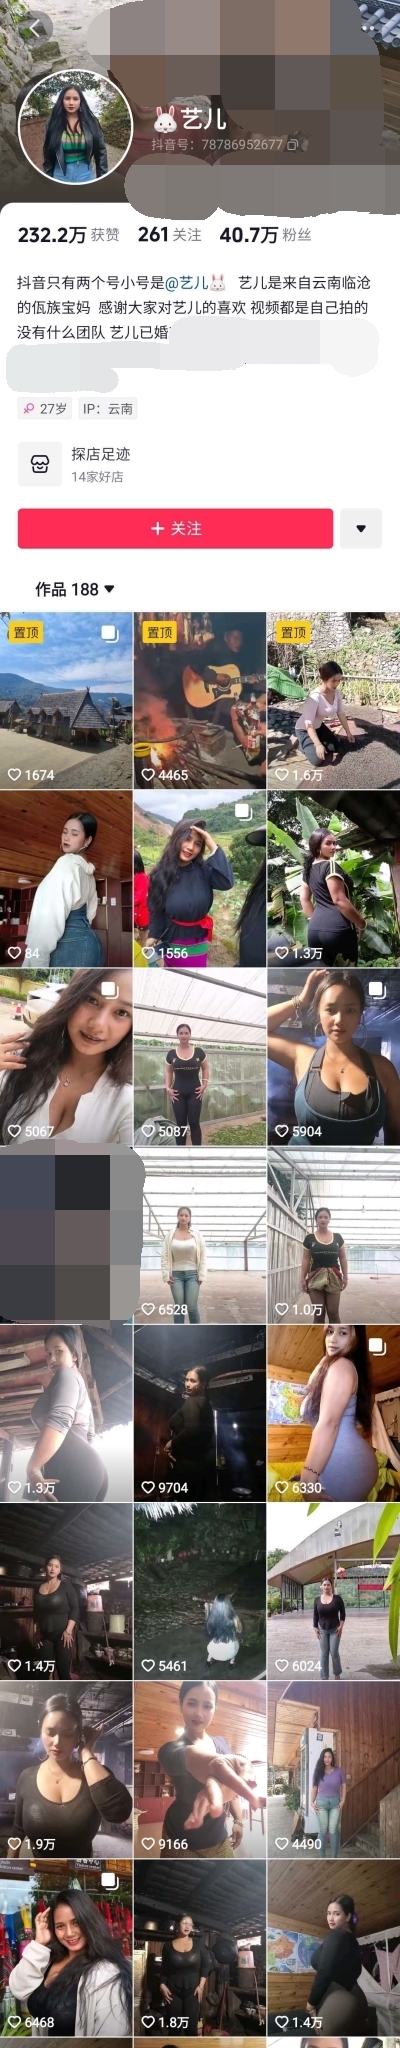 艺儿
抖音号：78786952677
232.2万 获赞 261 关注 40.7万 粉丝
抖音只有两个号小号是@艺儿 艺儿是来自云南临沧
的佤族宝妈 感谢大家对艺儿的喜欢 视频都是自己拍的
没有什么团队 艺儿已婚
27岁 IP：云南
探店足迹
14家好店
+ 关注
作品 188
置顶 置顶 置顶
1674 4465 1.6万
84 1556 1.3万
5067 5087 5904
6528 1.0万
1.3万 9704 6330
1.4万 5461 6024
1.9万 9166 4490
6468 1.8万 1.4万